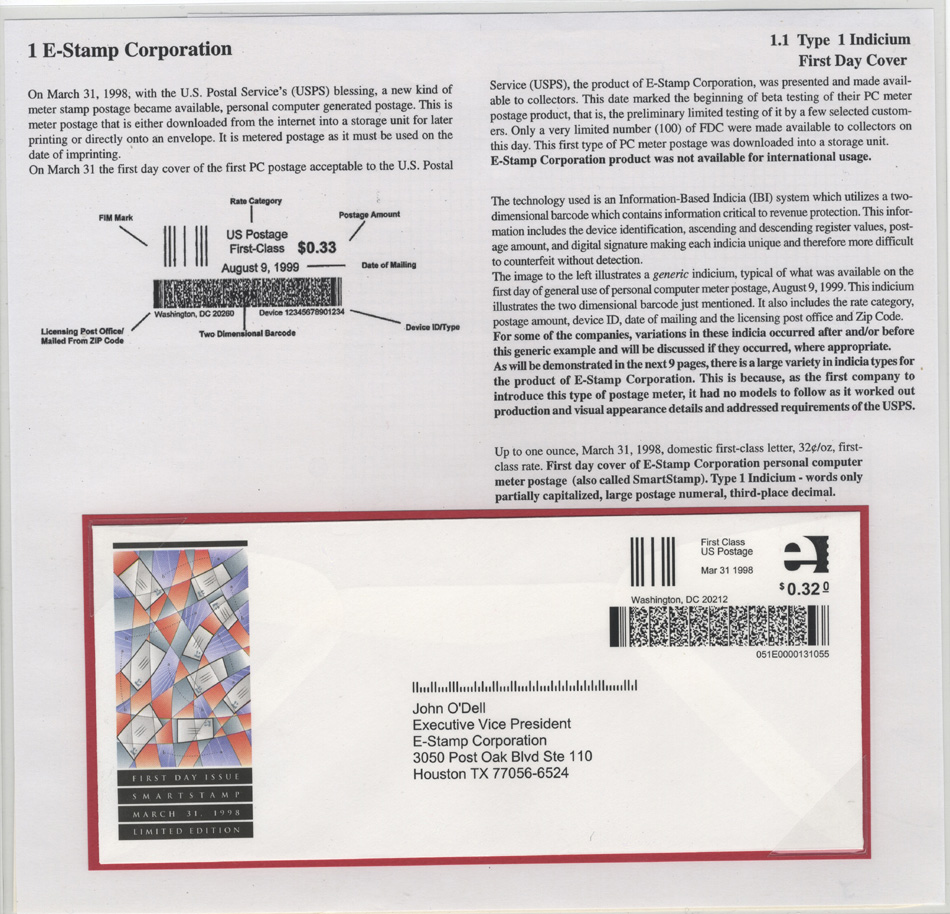 1 E-Stamp Corporation
1.1 Type 1 Indicium
First Day Cover
On March 31, 1998, with the U.S. Postal Service's (USPS) blessing, a new kind of
meter stamp postage became available, personal computer generated postage. This is
meter postage that is either downloaded from the internet into a storage unit for later
printing or directly onto an envelope. It is metered postage as it must be used on the
date of imprinting.
On March 31 the first day cover of the first PC postage acceptable to the U.S. Postal
Service (USPS), the product of E-Stamp Corporation, was presented and made avail-
able to collectors. This date marked the beginning of beta testing of their PC meter
postage product, that is, the preliminary limited testing of it by a few selected custom-
ers. Only a very limited number (100) of FDC were made available to collectors on
this day. This first type of PC meter postage was downloaded into a storage unit.
E-Stamp Corporation product was not available for international usage.
Rate Category
FIM Mark
Postage Amount
US Postage
First-Class $0.33
August 9, 1999
Date of Mailing
Washington, DC 20260 Device 12345678901234
Licensing Post Office/
Mailed From ZIP Code
Two Dimensional Barcode
Device ID/Type
The technology used is an Information-Based Indicia (IBI) system which utilizes a two-
dimensional barcode which contains information critical to revenue protection. This infor-
mation includes the device identification, ascending and descending register values, post-
age amount, and digital signature making each indicia unique and therefore more difficult
to counterfeit without detection.
The image to the left illustrates a generic indicium, typical of what was available on the
first day of general use of personal computer meter postage, August 9, 1999. This indicium
illustrates the two dimensional barcode just mentioned. It also includes the rate category,
postage amount, device ID, date of mailing and the licensing post office and Zip Code.
For some of the companies, variations in these indicia occurred after and/or before
this generic example and will be discussed if they occurred, where appropriate.
As will be demonstrated in the next 9 pages, there is a large variety in indicia types for
the product of E-Stamp Corporation. This is because, as the first company to
introduce this type of postage meter, it had no models to follow as it worked out
production and visual appearance details and addressed requirements of the USPS.
Up to one ounce, March 31, 1998, domestic first-class letter, 32¢/oz, first-
class rate. First day cover of E-Stamp Corporation personal computer
meter postage (also called SmartStamp). Type 1 Indicium - words only
partially capitalized, large postage numeral, third-place decimal.
First Class
US Postage
Mar 31 1998
e
$0.320
Washington, DC 20212
051E0000131055
John O'Dell
Executive Vice President
E-Stamp Corporation
3050 Post Oak Blvd Ste 110
Houston TX 77056-6524
FIRST DAY ISSUE
SMARTSTAMP
MARCH 31, 1998
LIMITED EDITION